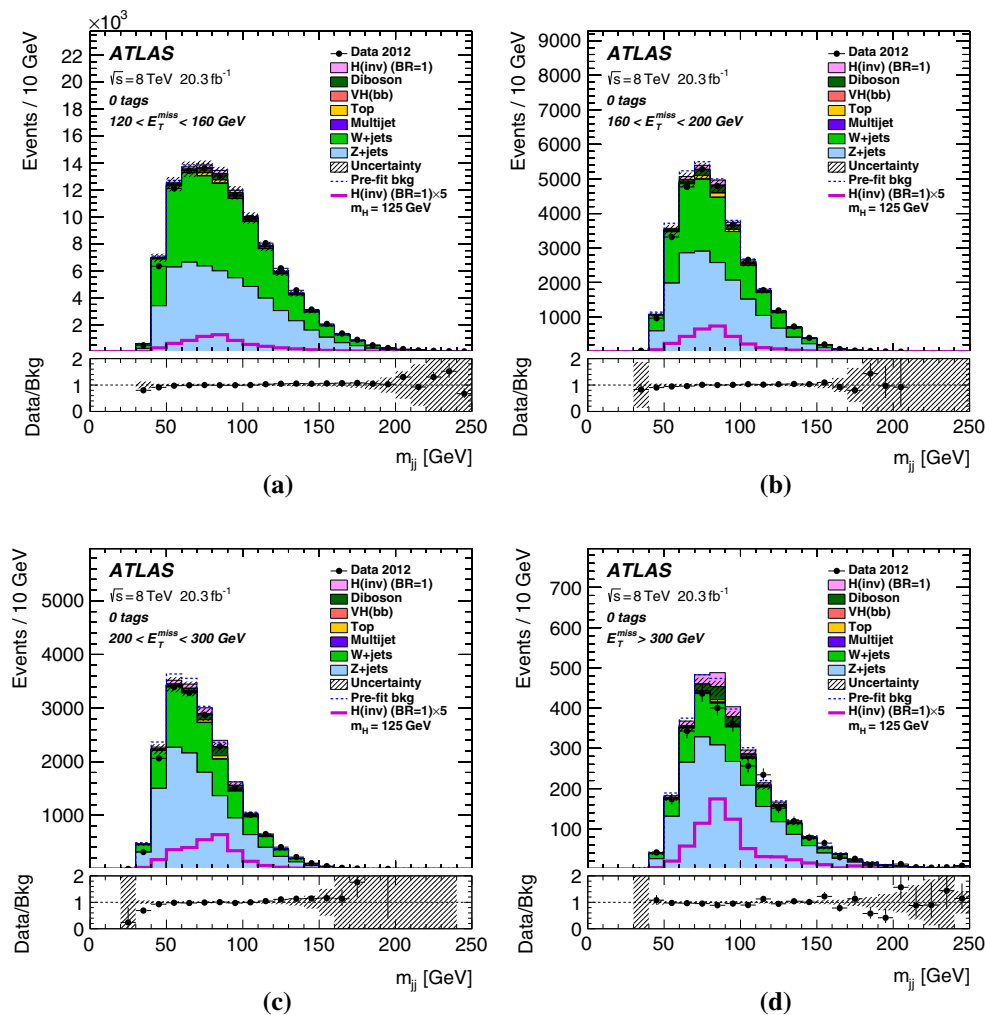 ×10³
Events / 10 GeV
22
20
18
16
14
12
10
8
6
4
2
ATLAS
√s = 8 TeV 20.3 fb⁻¹
0 tags
120 < E_T^miss < 160 GeV
Data 2012
H(inv) (BR=1)
Diboson
VH(bb)
Top
Multijet
W+jets
Z+jets
Uncertainty
Pre-fit bkg
H(inv) (BR=1)×5
m_H = 125 GeV
Data/Bkg
2
1
0
0 50 100 150 200 250
m_jj [GeV]
(a)
Events / 10 GeV
9000
8000
7000
6000
5000
4000
3000
2000
1000
ATLAS
√s = 8 TeV 20.3 fb⁻¹
0 tags
160 < E_T^miss < 200 GeV
Data 2012
H(inv) (BR=1)
Diboson
VH(bb)
Top
Multijet
W+jets
Z+jets
Uncertainty
Pre-fit bkg
H(inv) (BR=1)×5
m_H = 125 GeV
Data/Bkg
2
1
0
0 50 100 150 200 250
m_jj [GeV]
(b)
Events / 10 GeV
5000
4000
3000
2000
1000
ATLAS
√s = 8 TeV 20.3 fb⁻¹
0 tags
200 < E_T^miss < 300 GeV
Data 2012
H(inv) (BR=1)
Diboson
VH(bb)
Top
Multijet
W+jets
Z+jets
Uncertainty
Pre-fit bkg
H(inv) (BR=1)×5
m_H = 125 GeV
Data/Bkg
2
1
0
0 50 100 150 200 250
m_jj [GeV]
(c)
Events / 10 GeV
700
600
500
400
300
200
100
ATLAS
√s = 8 TeV 20.3 fb⁻¹
0 tags
E_T^miss > 300 GeV
Data 2012
H(inv) (BR=1)
Diboson
VH(bb)
Top
Multijet
W+jets
Z+jets
Uncertainty
Pre-fit bkg
H(inv) (BR=1)×5
m_H = 125 GeV
Data/Bkg
2
1
0
0 50 100 150 200 250
m_jj [GeV]
(d)